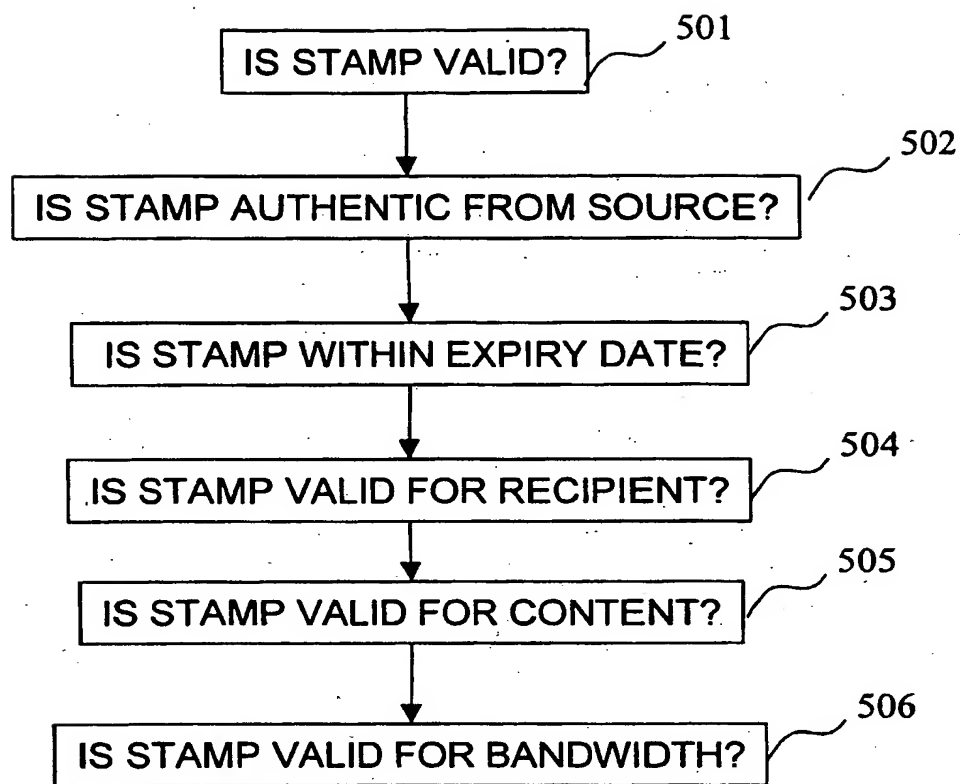 501
IS STAMP VALID?
502
IS STAMP AUTHENTIC FROM SOURCE?
503
IS STAMP WITHIN EXPIRY DATE?
504
IS STAMP VALID FOR RECIPIENT?
505
IS STAMP VALID FOR CONTENT?
506
IS STAMP VALID FOR BANDWIDTH?